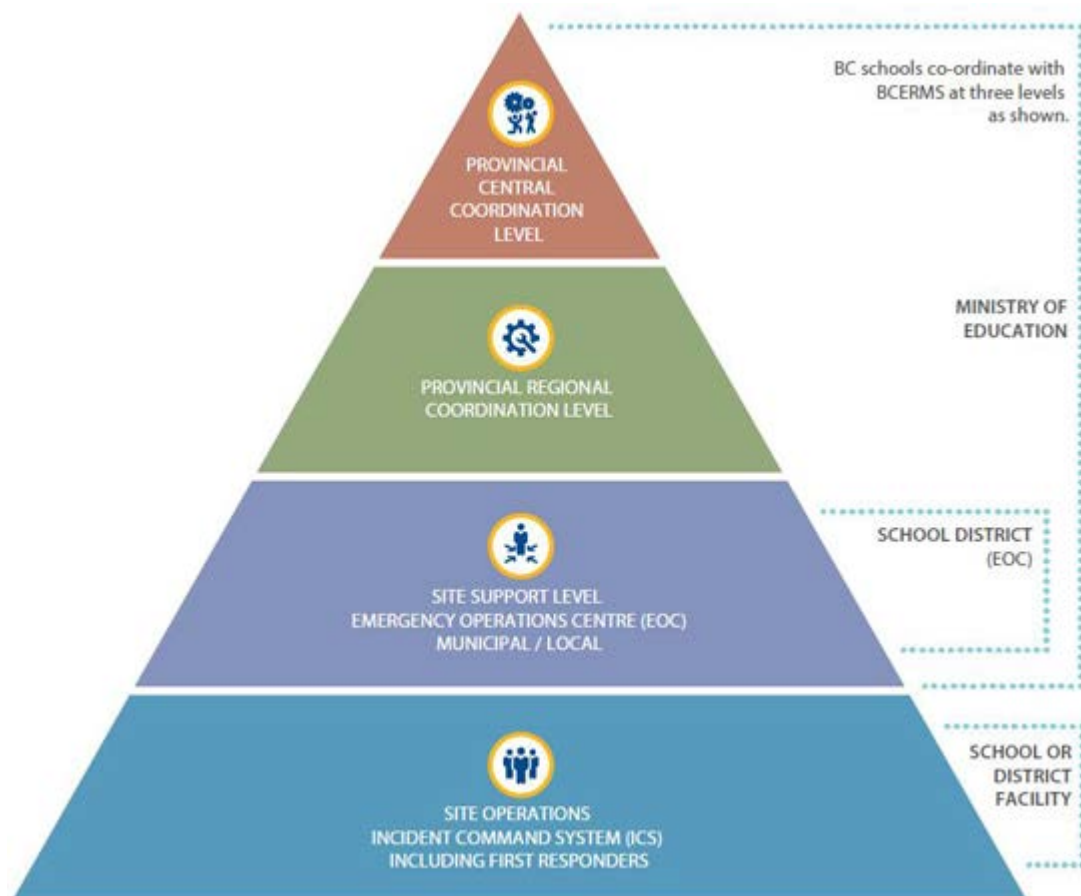 BC schools co-ordinate with
BCERMS at three levels
as shown.
PROVINCIAL
CENTRAL
COORDINATION
LEVEL
MINISTRY OF
EDUCATION
PROVINCIAL REGIONAL
COORDINATION LEVEL
SCHOOL DISTRICT
(EOC)
SITE SUPPORT LEVEL
EMERGENCY OPERATIONS CENTRE (EOC)
MUNICIPAL / LOCAL
SCHOOL OR
DISTRICT
FACILITY
SITE OPERATIONS
INCIDENT COMMAND SYSTEM (ICS)
INCLUDING FIRST RESPONDERS